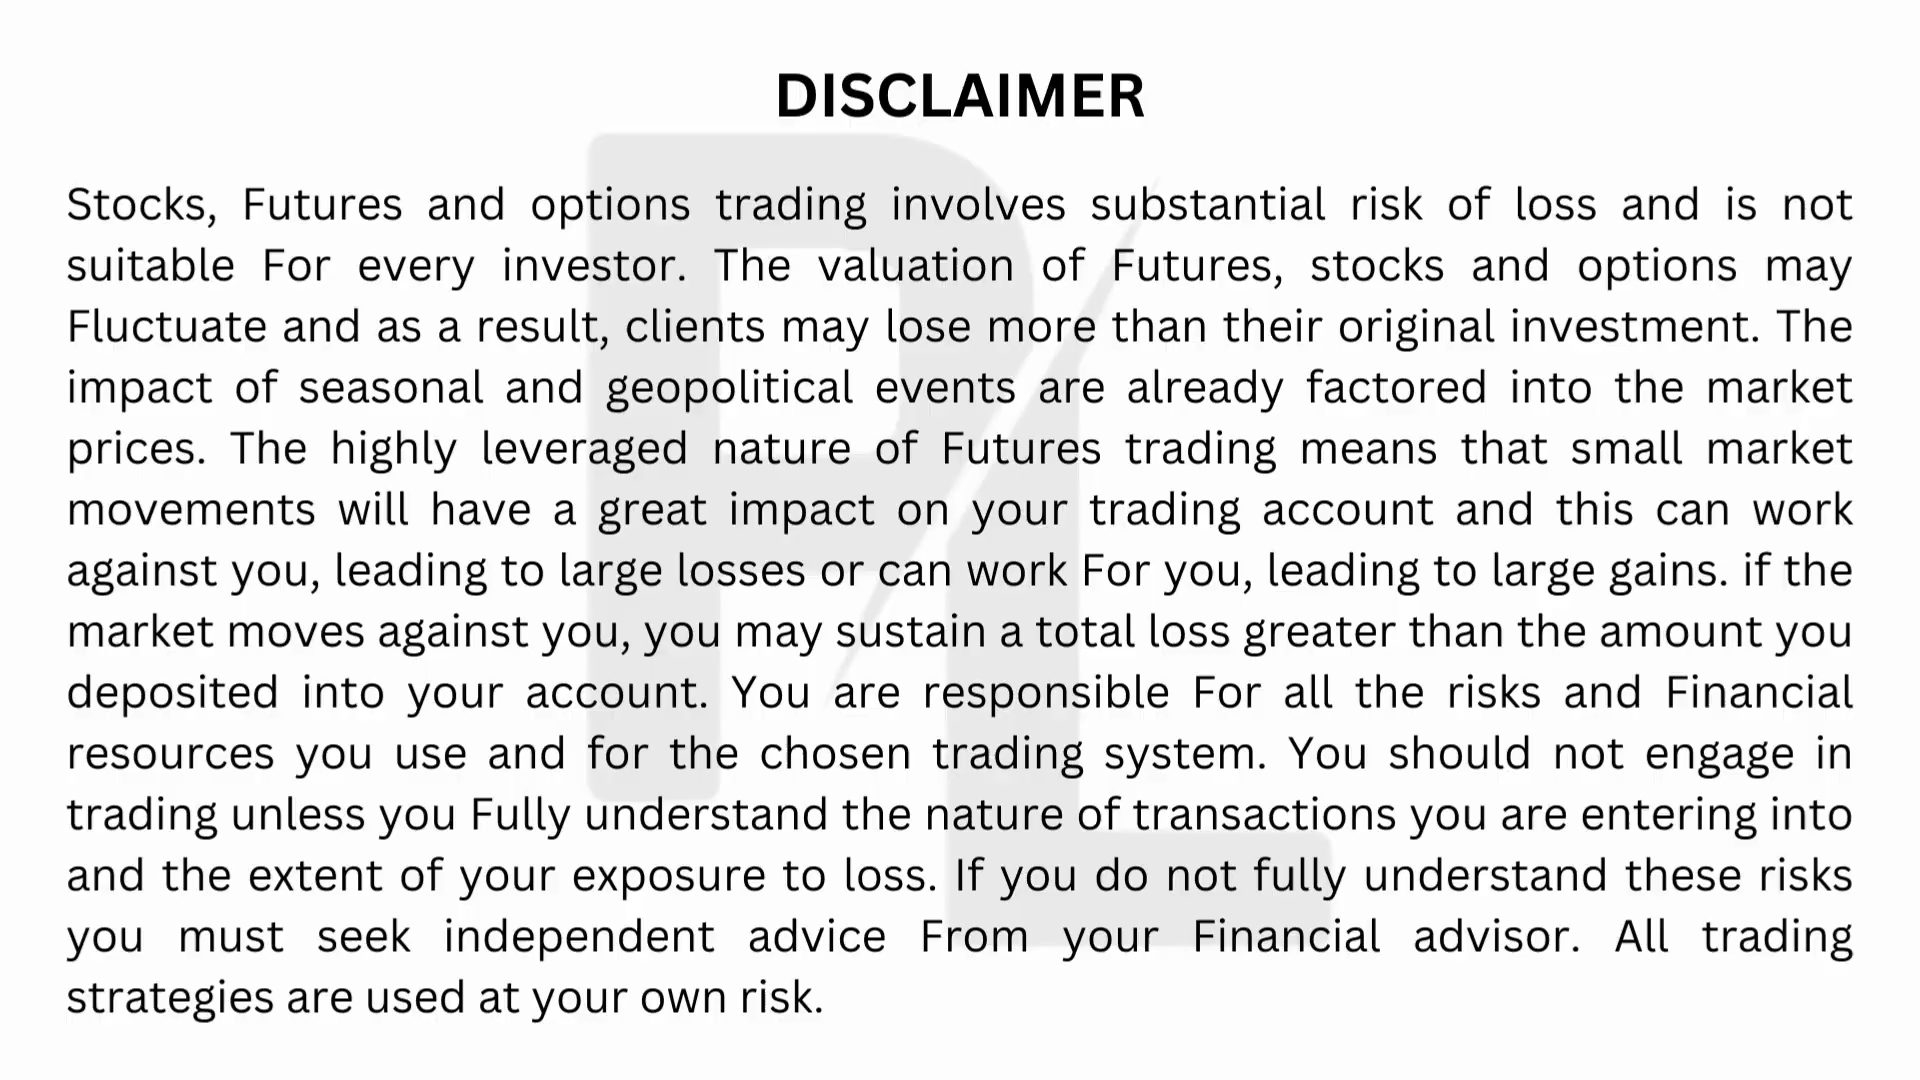 DISCLAIMER
Stocks, Futures and options trading involves substantial risk of loss and is not
suitable For every investor. The valuation of Futures, stocks and options may
Fluctuate and as a result, clients may lose more than their original investment. The
impact of seasonal and geopolitical events are already factored into the market
prices. The highly leveraged nature of Futures trading means that small market
movements will have a great impact on your trading account and this can work
against you, leading to large losses or can work For you, leading to large gains. if the
market moves against you, you may sustain a total loss greater than the amount you
deposited into your account. You are responsible For all the risks and Financial
resources you use and for the chosen trading system. You should not engage in
trading unless you Fully understand the nature of transactions you are entering into
and the extent of your exposure to loss. If you do not fully understand these risks
you must seek independent advice From your Financial advisor. All trading
strategies are used at your own risk.